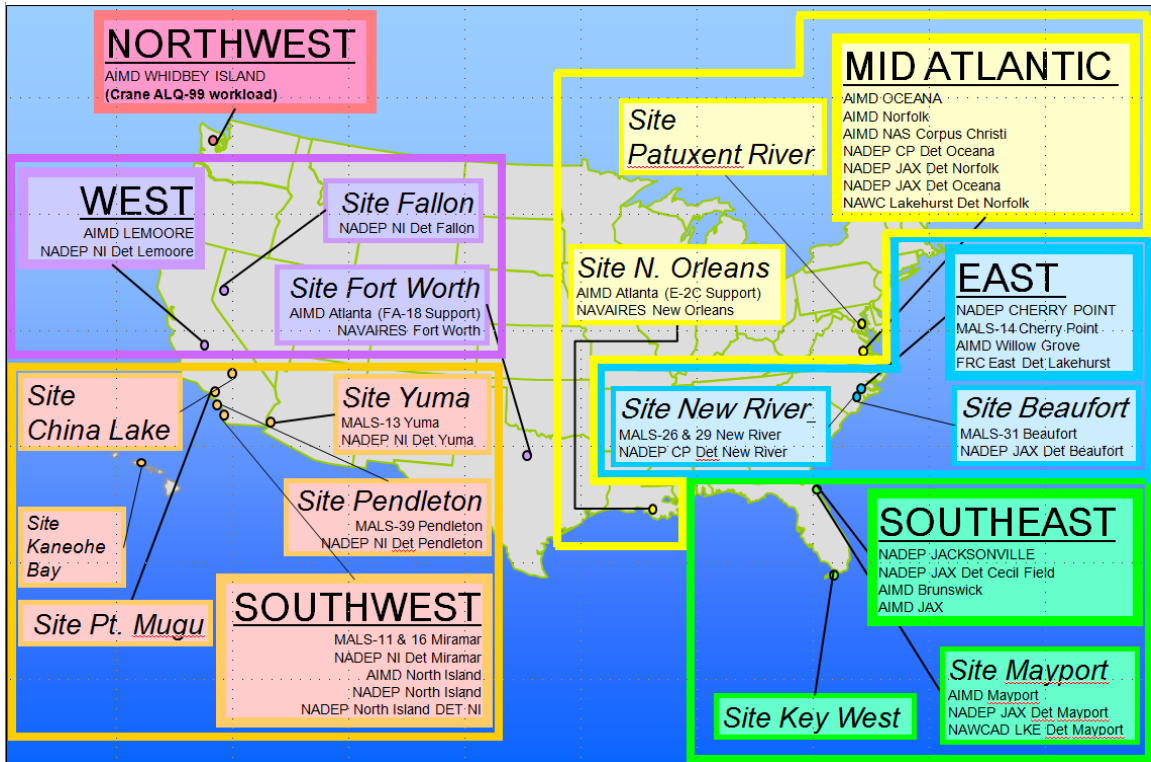 NORTHWEST
AIMD WHIDBEY ISLAND
(Crane ALQ-99 workload)
MID ATLANTIC
AIMD OCEANA
AIMD Norfolk
AIMD NAS Corpus Christi
NADEP CP Det Oceana
NADEP JAX Det Norfolk
NADEP JAX Det Oceana
NAWC Lakehurst Det Norfolk
Site
Patuxent River
WEST
AIMD LEMOORE
NADEP NI Det Lemoore
Site Fallon
NADEP NI Det Fallon
Site Fort Worth
AIMD Atlanta (FA-18 Support)
NAVAIRES Fort Worth
Site N. Orleans
AIMD Atlanta (E-2C Support)
NAVAIRES New Orleans
EAST
NADEP CHERRY POINT
MALS-14 Cherry Point
AIMD Willow Grove
FRC East Det Lakehurst
Site
China Lake
Site Yuma
MALS-13 Yuma
NADEP NI Det Yuma
Site New River
MALS-26 & 29 New River
NADEP CP Det New River
Site Beaufort
MALS-31 Beaufort
NADEP JAX Det Beaufort
Site Pendleton
MALS-39 Pendleton
NADEP NI Det Pendleton
Site
Kaneohe
Bay
Site Pt. Mugu
SOUTHWEST
MALS-11 & 16 Miramar
NADEP NI Det Miramar
AIMD North Island
NADEP North Island
NADEP North Island DET NI
SOUTHEAST
NADEP JACKSONVILLE
NADEP JAX Det Cecil Field
AIMD Brunswick
AIMD JAX
Site Key West
Site Mayport
AIMD Mayport
NADEP JAX Det Mayport
NAWCAD LKE Det Mayport